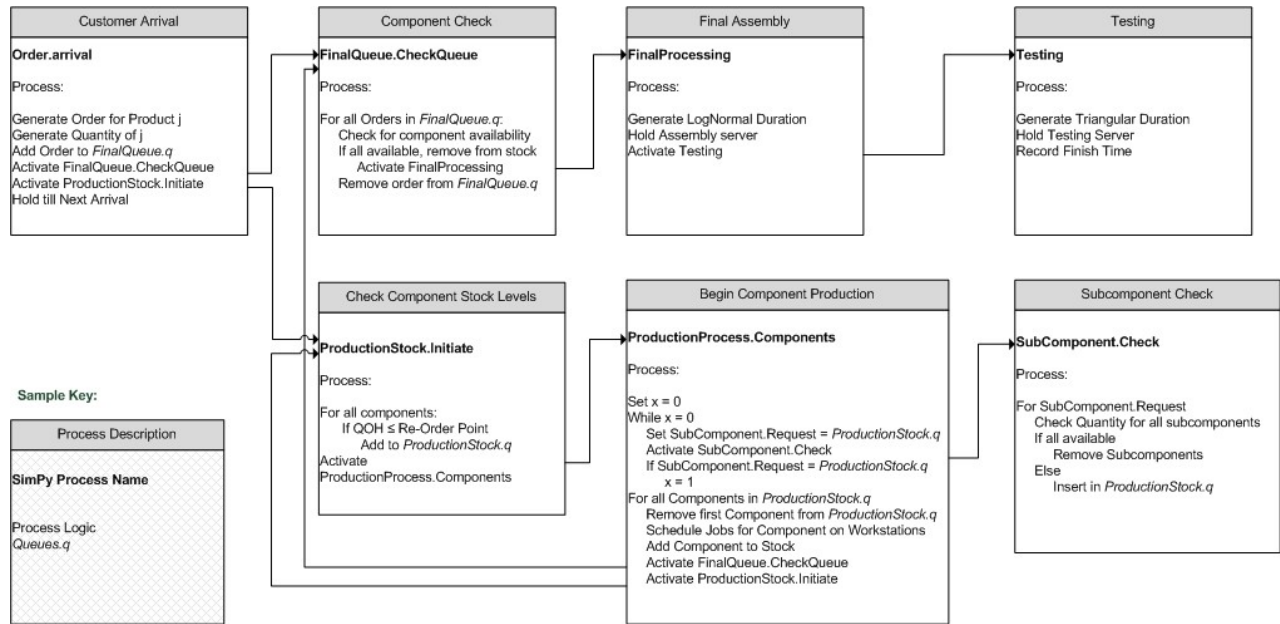 Customer Arrival
Order.arrival
Process:
Generate Order for Product j
Generate Quantity of j
Add Order to FinalQueue.q
Activate FinalQueue.CheckQueue
Activate ProductionStock.Initiate
Hold till Next Arrival
Component Check
FinalQueue.CheckQueue
Process:
For all Orders in FinalQueue.q:
Check for component availability
If all available, remove from stock
Activate FinalProcessing
Remove order from FinalQueue.q
Final Assembly
FinalProcessing
Process:
Generate LogNormal Duration
Hold Assembly server
Activate Testing
Testing
Testing
Process:
Generate Triangular Duration
Hold Testing Server
Record Finish Time
Check Component Stock Levels
ProductionStock.Initiate
Process:
For all components:
If QOH ≤ Re-Order Point
Add to ProductionStock.q
Activate
ProductionProcess.Components
Begin Component Production
ProductionProcess.Components
Process:
Set x = 0
While x = 0
Set SubComponent.Request = ProductionStock.q
Activate SubComponent.Check
If SubComponent.Request = ProductionStock.q
x = 1
For all Components in ProductionStock.q
Remove first Component from ProductionStock.q
Schedule Jobs for Component on Workstations
Add Component to Stock
Activate FinalQueue.CheckQueue
Activate ProductionStock.Initiate
Subcomponent Check
SubComponent.Check
Process:
For SubComponent.Request
Check Quantity for all subcomponents
If all available
Remove Subcomponents
Else
Insert in ProductionStock.q
Sample Key:
Process Description
SimPy Process Name
Process Logic
Queues.q